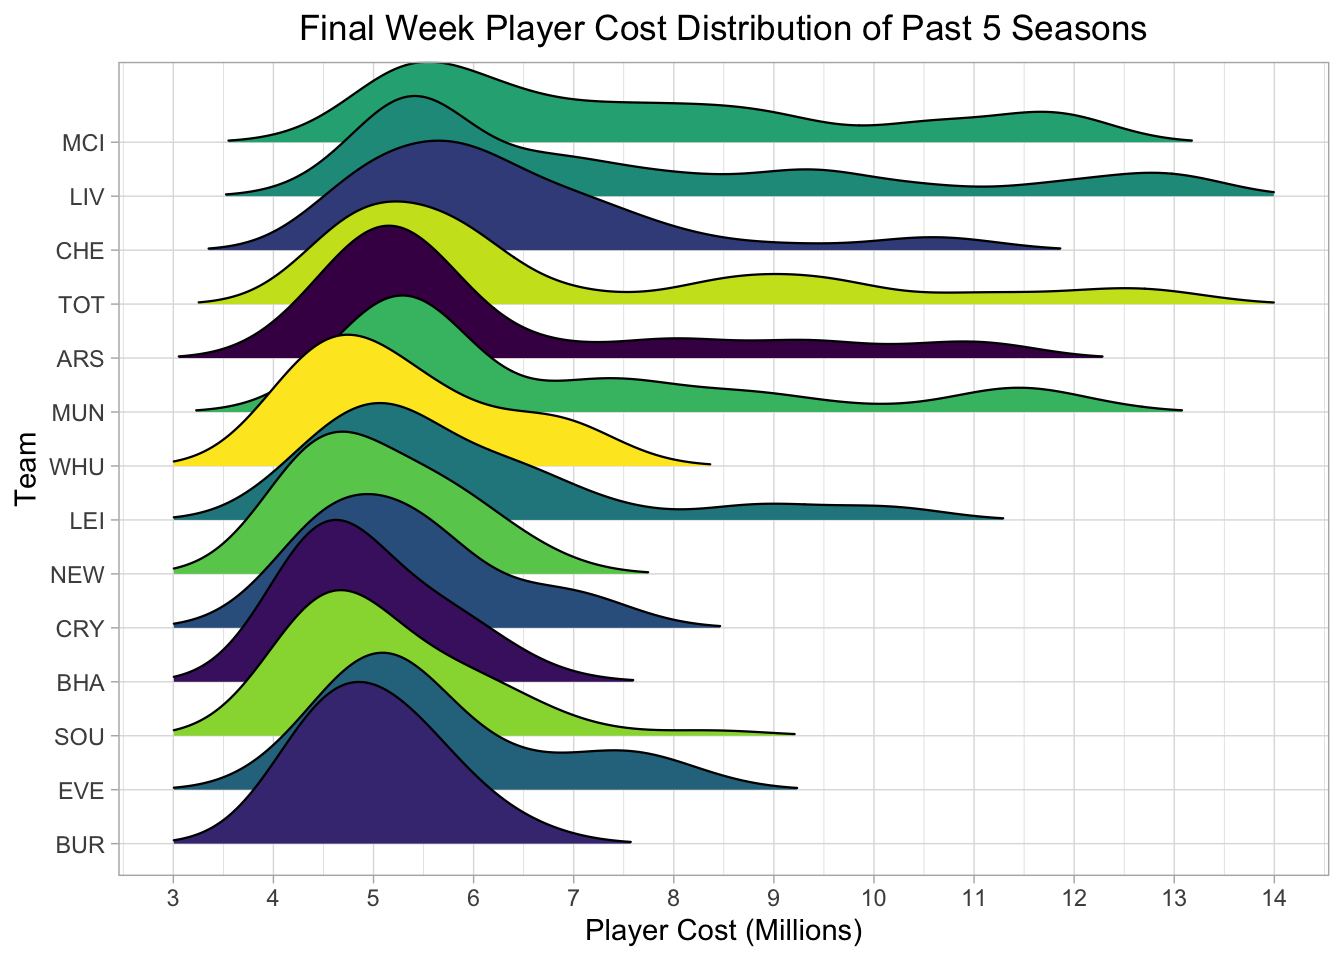 Final Week Player Cost Distribution of Past 5 Seasons
MCI
LIV
CHE
TOT
ARS
MUN
WHU
LEI
NEW
CRY
BHA
SOU
EVE
BUR
Team
3 4 5 6 7 8 9 10 11 12 13 14
Player Cost (Millions)